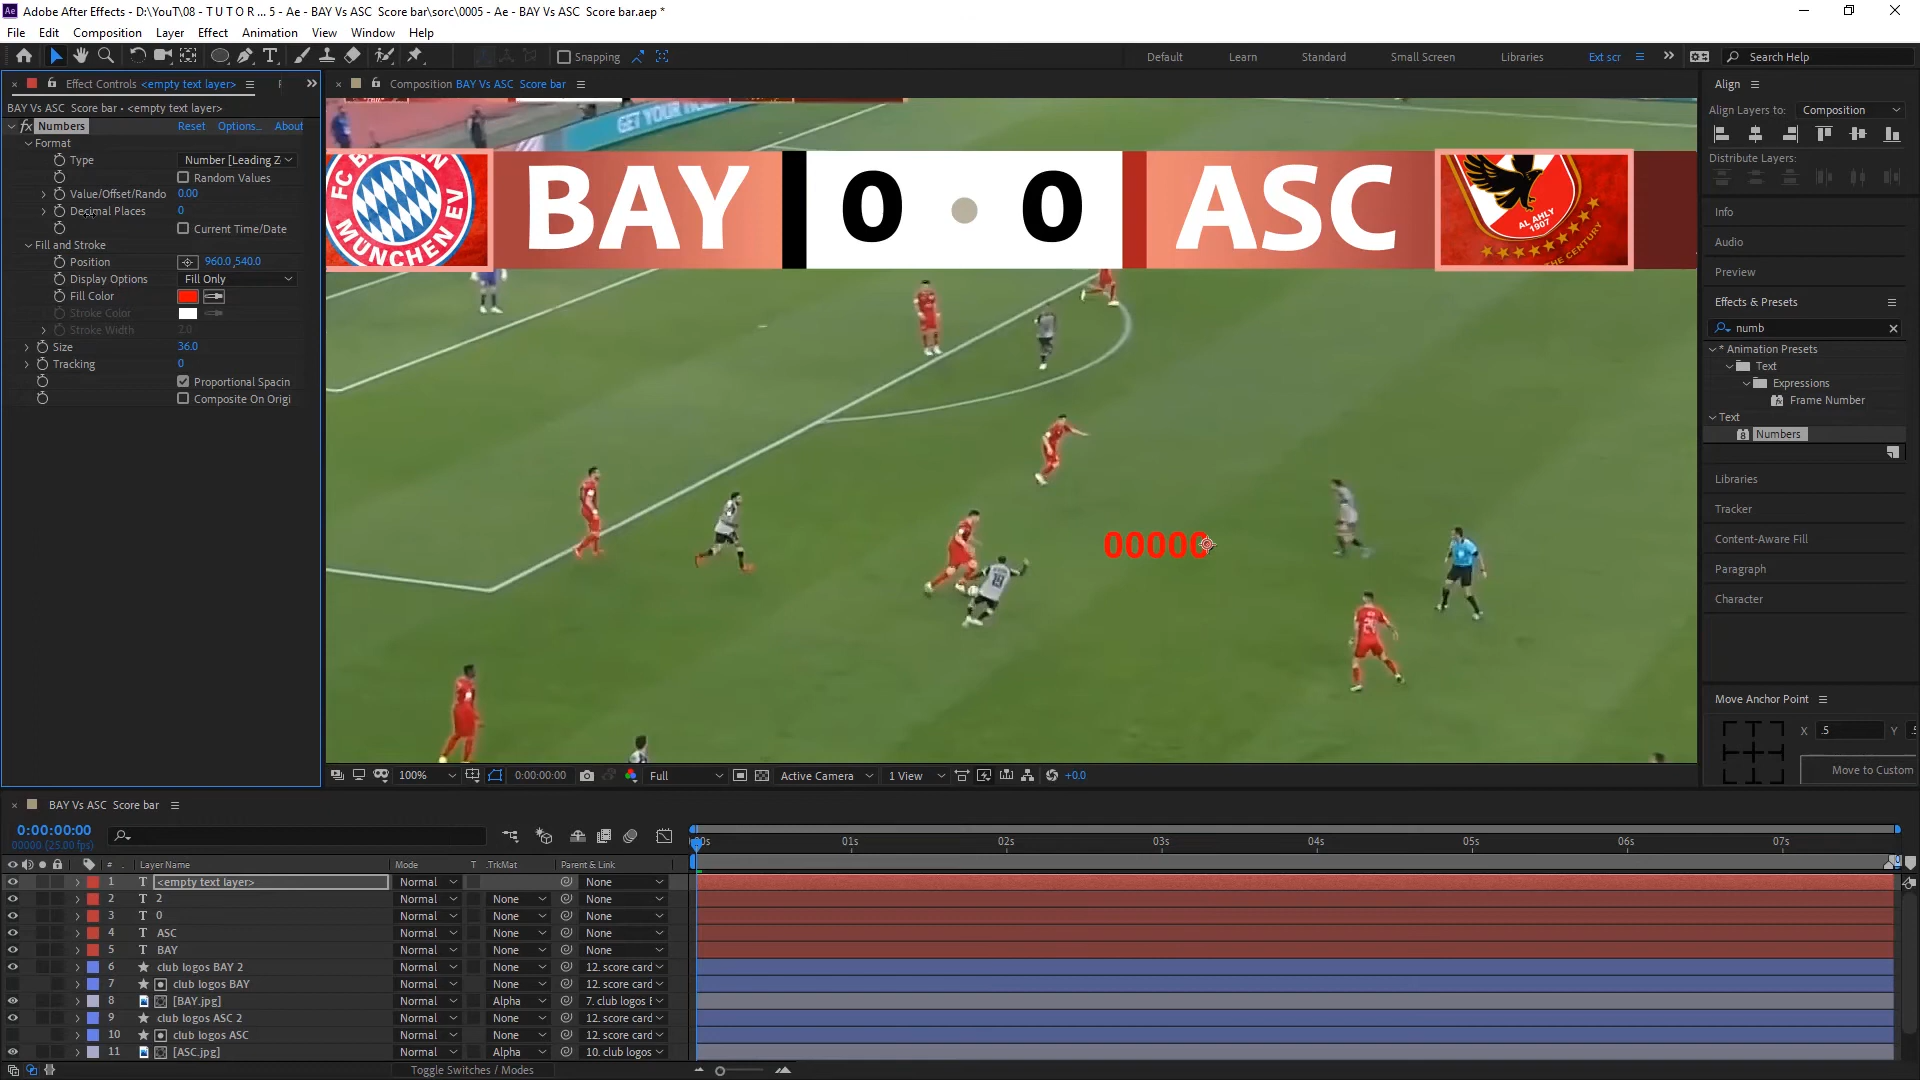 Adobe After Effects - D:\YouT\08 - T U T O R ... 5 - Ae - BAY Vs ASC  Score bar\sorc\0005 - Ae - BAY Vs ASC  Score bar.aep *
File Edit Composition Layer Effect Animation View Window Help
Snapping Default Learn Standard Small Screen Libraries Ext scr Search Help
Effect Controls <empty text layer>
Composition BAY Vs ASC  Score bar
Align
BAY Vs ASC  Score bar • <empty text layer>
Align Layers to: Composition
fx Numbers Reset Options... About
Format
Type Number [Leading Z
Random Values
Value/Offset/Rando 0.00
Decimal Places 0
Current Time/Date
Fill and Stroke
Position 960.0,540.0
Display Options Fill Only
Fill Color
Stroke Color
Stroke Width 2.0
Size 36.0
Tracking 0
Proportional Spacin
Composite On Origi
GET YOUR
FC BA
MÜNCHEN EV
BAY 0 0 ASC
AL AHLY
1907
THE CENTURY
00000
19
Distribute Layers:
Info
Audio
Preview
Effects & Presets
numb
* Animation Presets
Text
Expressions
Frame Number
Text
Numbers
Libraries
Tracker
Content-Aware Fill
Paragraph
Character
Move Anchor Point
X .5 Y
Move to Custom
100% 0:00:00:00 Full Active Camera 1 View +0.0
BAY Vs ASC  Score bar
0:00:00:00
00000 (25.00 fps)
01s 02s 03s 04s 05s 06s 07s
# Layer Name Mode T .TrkMat Parent & Link
1 T <empty text layer> Normal None
2 T 2 Normal None None
3 T 0 Normal None None
4 T ASC Normal None None
5 T BAY Normal None None
6 club logos BAY 2 Normal None 12. score card
7 club logos BAY Normal None 12. score card
8 [BAY.jpg] Normal Alpha 7. club logos E
9 club logos ASC 2 Normal None 12. score card
10 club logos ASC Normal None 12. score card
11 [ASC.jpg] Normal Alpha 10. club logos
Toggle Switches / Modes